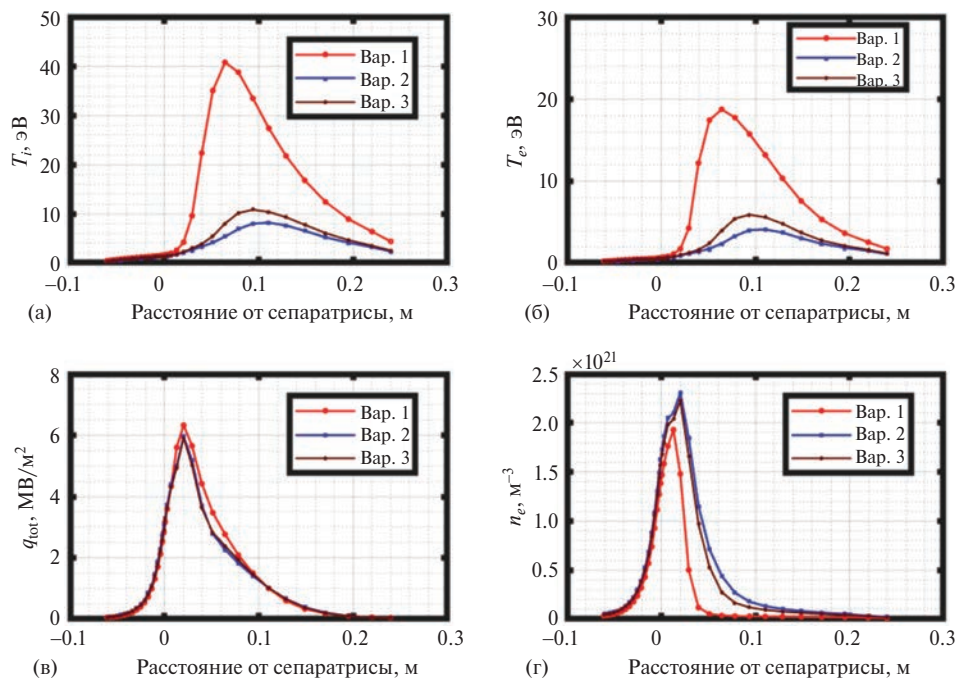 50
40
30
20
10
0
T_i, эВ
Вар. 1
Вар. 2
Вар. 3
–0.1 0 0.1 0.2 0.3
(а) Расстояние от сепаратрисы, м
30
20
10
0
T_e, эВ
Вар. 1
Вар. 2
Вар. 3
–0.1 0 0.1 0.2 0.3
(б) Расстояние от сепаратрисы, м
8
6
4
2
0
q_tot, МВ/м²
Вар. 1
Вар. 2
Вар. 3
–0.1 0 0.1 0.2 0.3
(в) Расстояние от сепаратрисы, м
×10²¹
2.5
2.0
1.5
1.0
0.5
0
n_e, м⁻³
Вар. 1
Вар. 2
Вар. 3
–0.1 0 0.1 0.2 0.3
(г) Расстояние от сепаратрисы, м